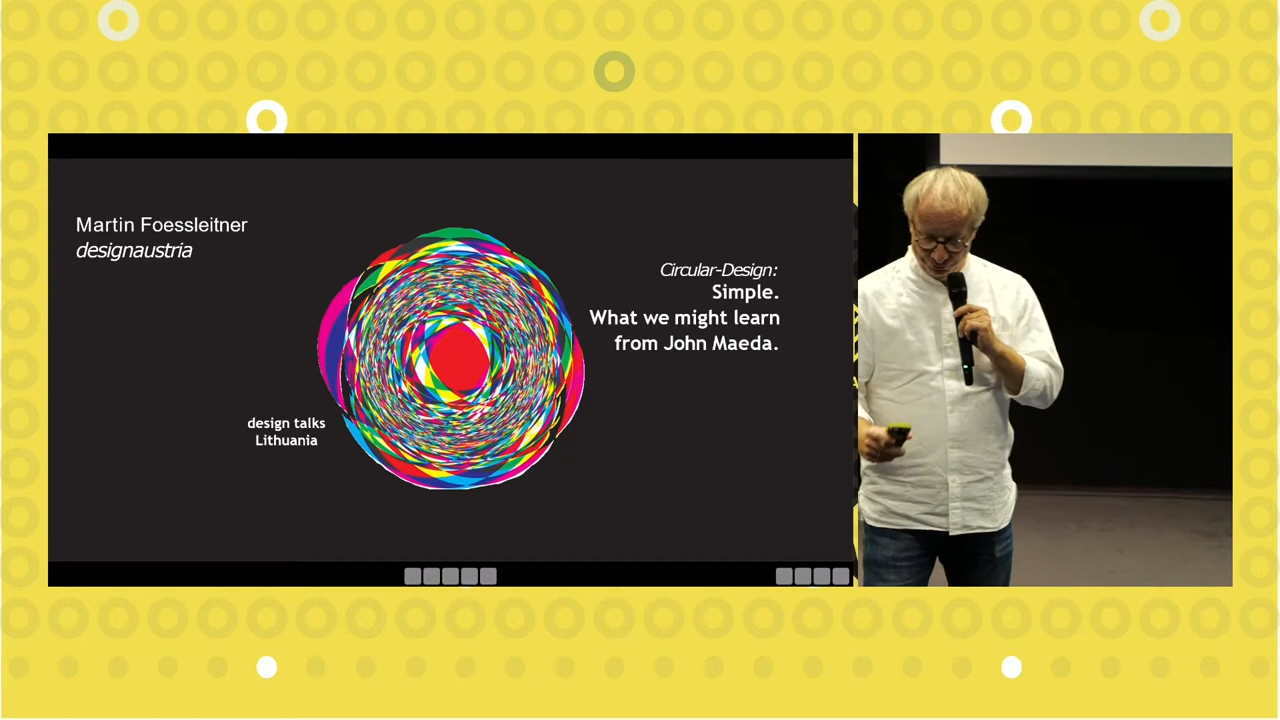 Martin Foessleitner
designaustria
Circular-Design:
Simple.
What we might learn
from John Maeda.
design talks
Lithuania